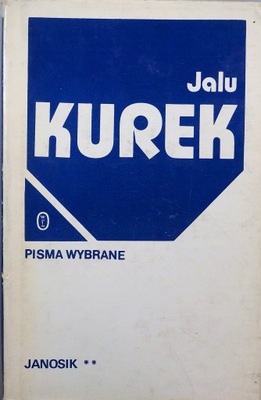 Jalu
KUREK
PISMA WYBRANE
JANOSIK **